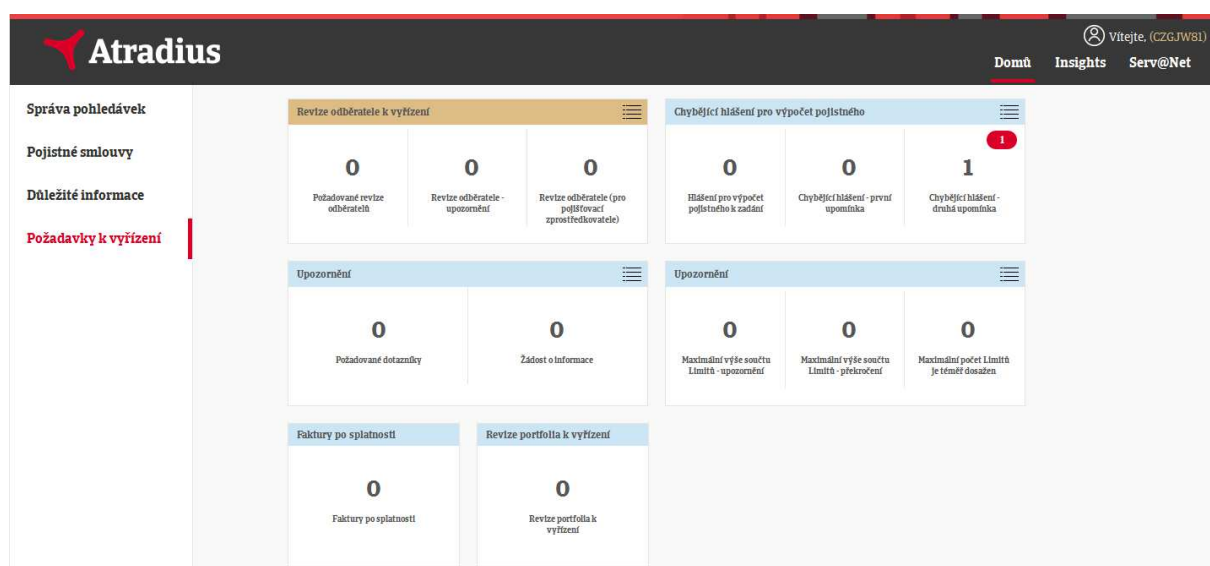 Atradius
Vítejte, (CZGJW81)
Domů Insights Serv@Net
Správa pohledávek
Pojistné smlouvy
Důležité informace
Požadavky k vyřízení
Revize odběratele k vyřízení
0
Požadované revize
odběratelů
0
Revize odběratele -
upozornění
0
Revize odběratele (pro
pojišťovací
zprostředkovatele)
Chybějící hlášení pro výpočet pojistného
1
0
Hlášení pro výpočet
pojistného k zadání
0
Chybějící hlášení - první
upomínka
1
Chybějící hlášení -
druhá upomínka
Upozornění
0
Požadované dotazníky
0
Žádost o informace
Upozornění
0
Maximální výše součtu
Limitů - upozornění
0
Maximální výše součtu
Limitů - překročení
0
Maximální počet Limitů
je téměř dosažen
Faktury po splatnosti
0
Faktury po splatnosti
Revize portfolia k vyřízení
0
Revize portfolia k
vyřízení